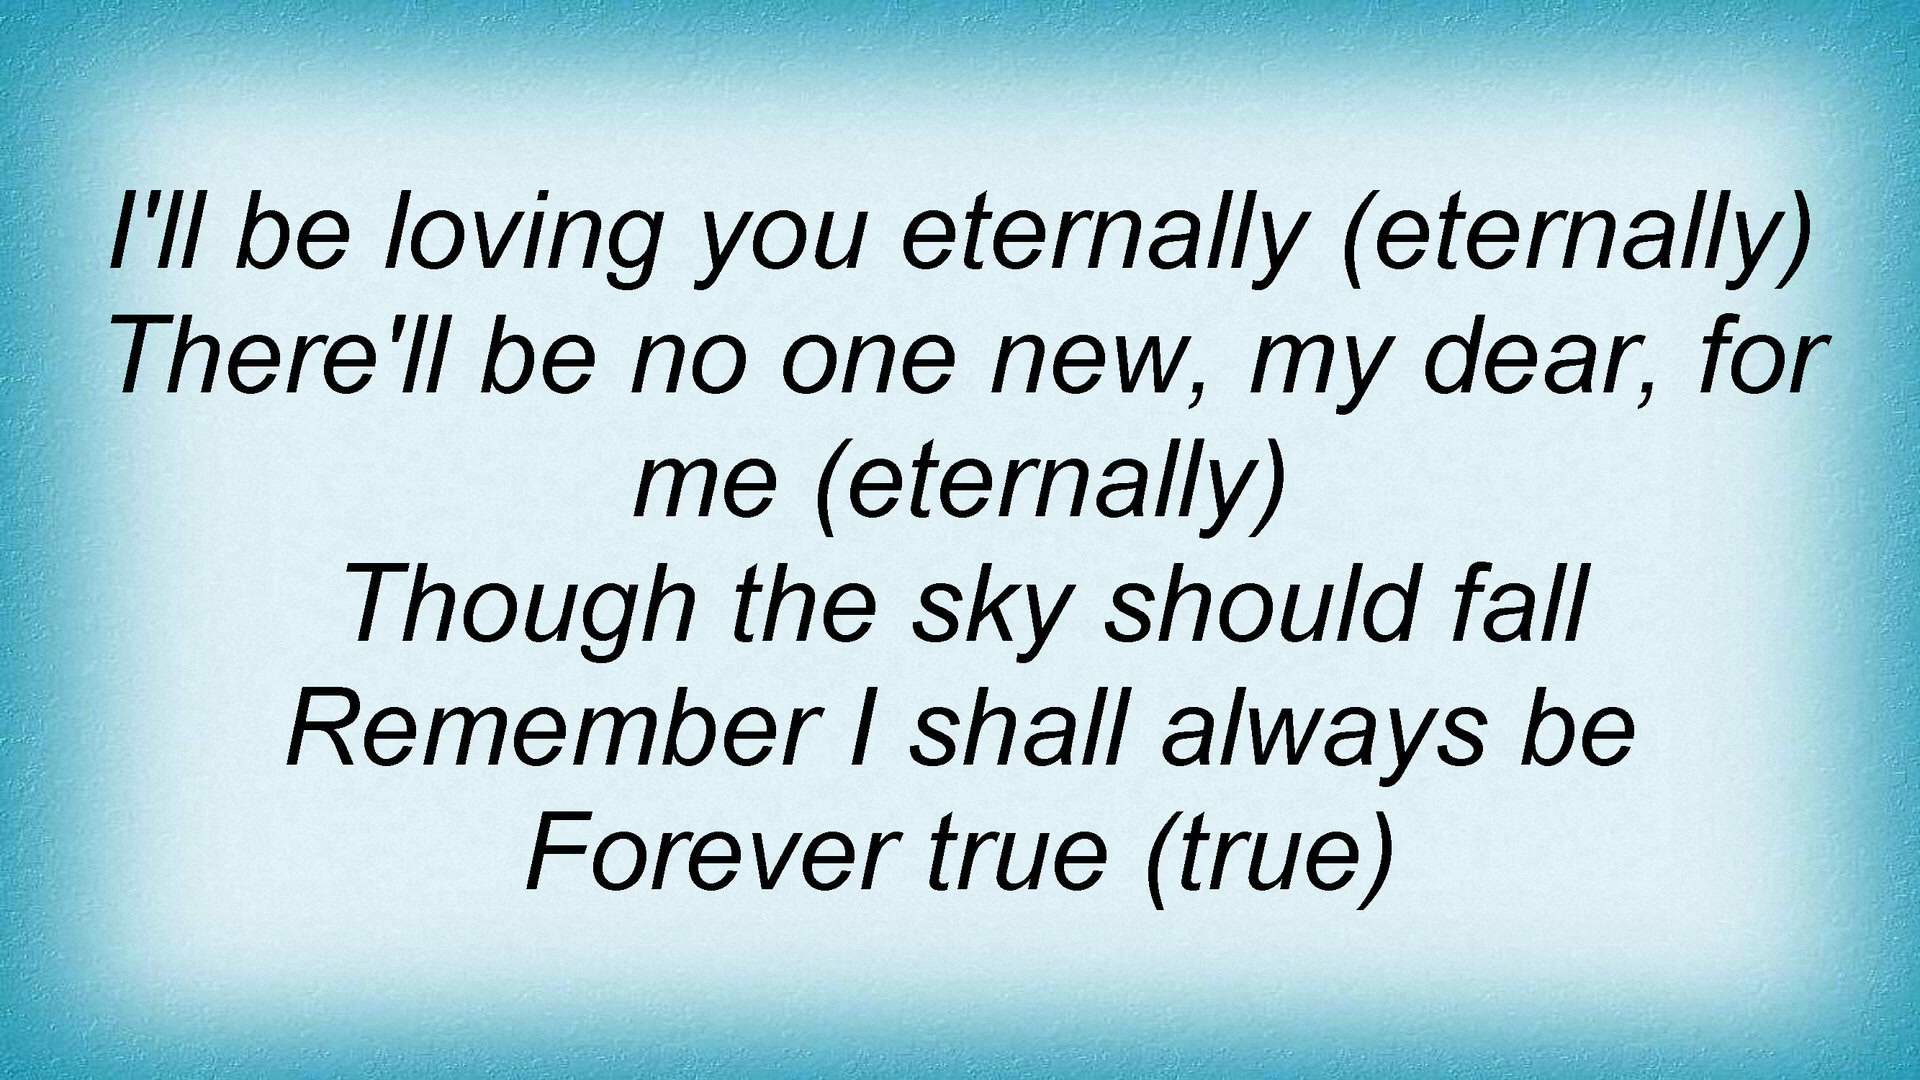 I'll be loving you eternally (eternally)
There'll be no one new, my dear, for
me (eternally)
Though the sky should fall
Remember I shall always be
Forever true (true)